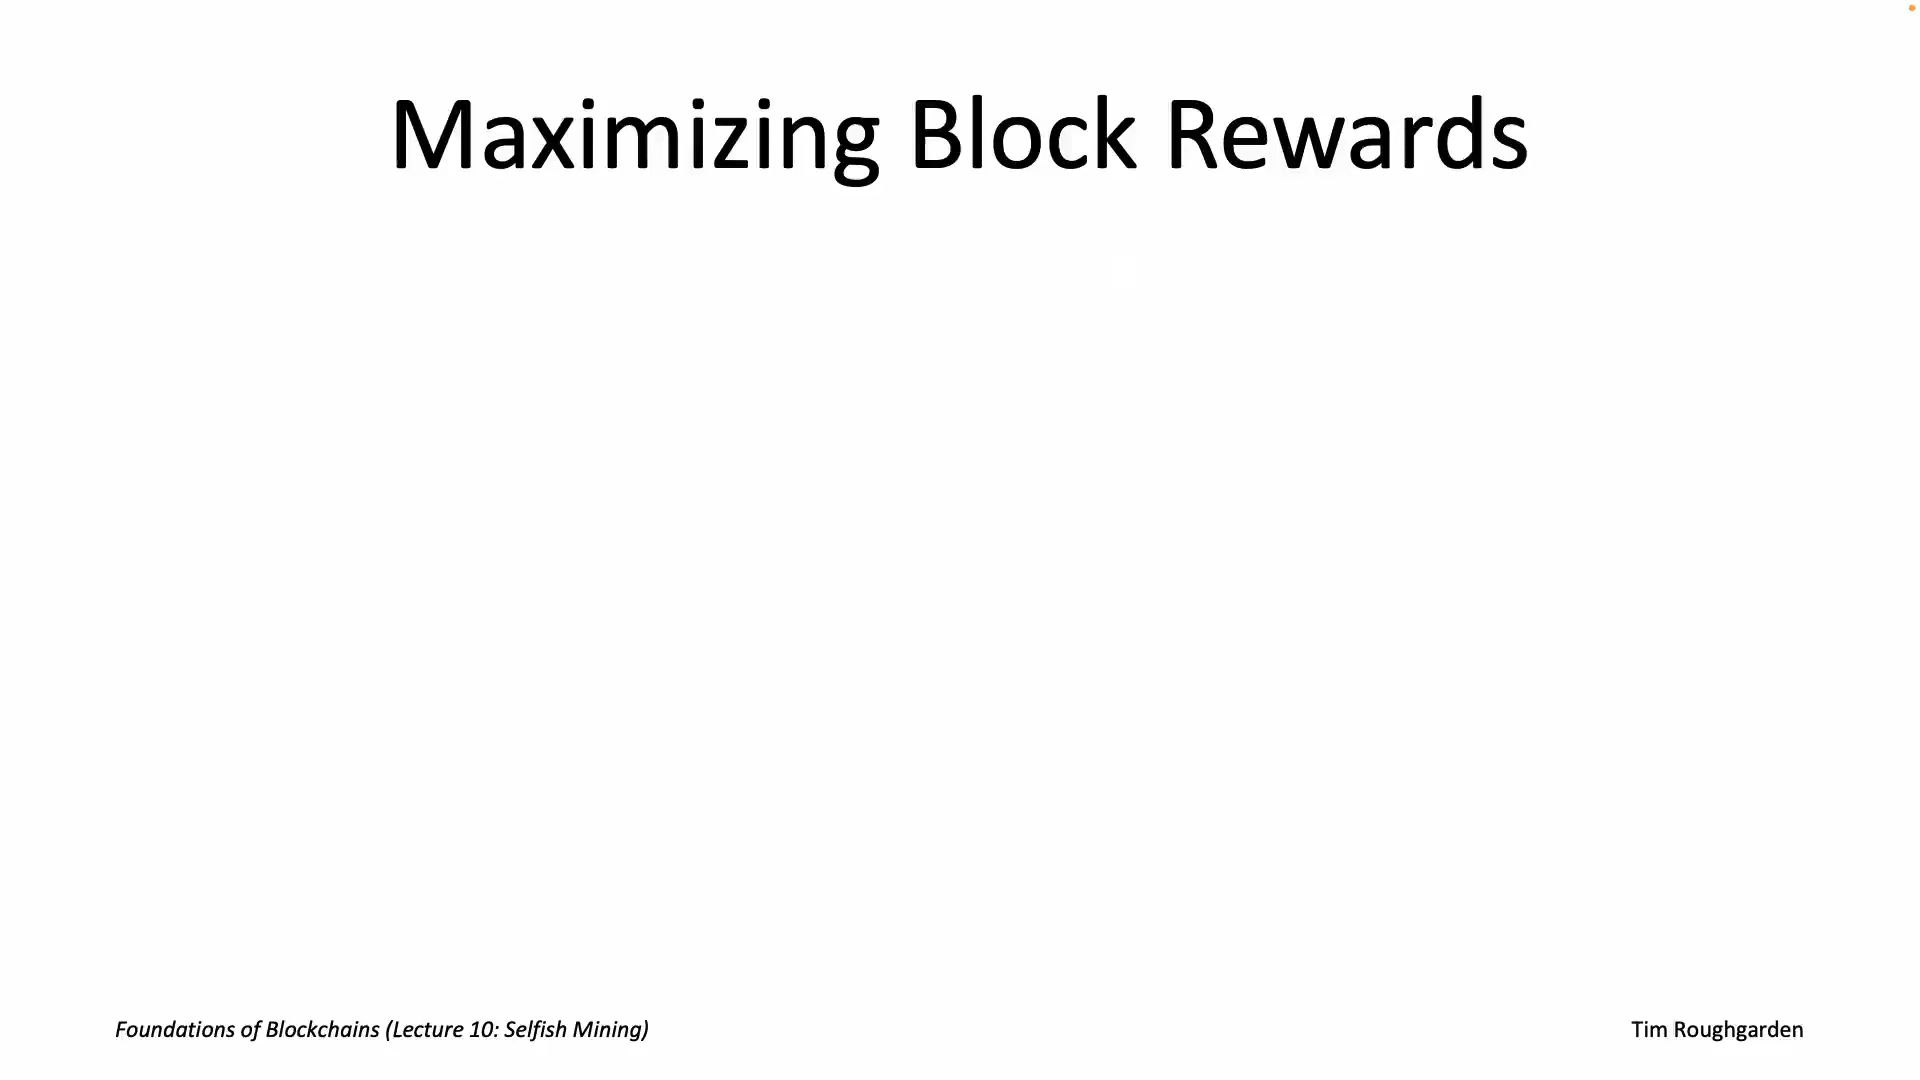 Maximizing Block Rewards
Foundations of Blockchains (Lecture 10: Selfish Mining)
Tim Roughgarden